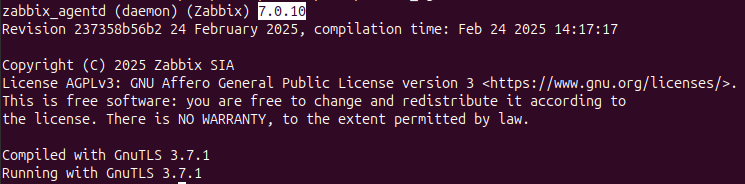 zabbix_agentd (daemon) (Zabbix) 7.0.10
Revision 237358b56b2 24 February 2025, compilation time: Feb 24 2025 14:17:17
Copyright (C) 2025 Zabbix SIA
License AGPLv3: GNU Affero General Public License version 3 <https://www.gnu.org/licenses/>.
This is free software: you are free to change and redistribute it according to
the license. There is NO WARRANTY, to the extent permitted by law.
Compiled with GnuTLS 3.7.1
Running with GnuTLS 3.7.1